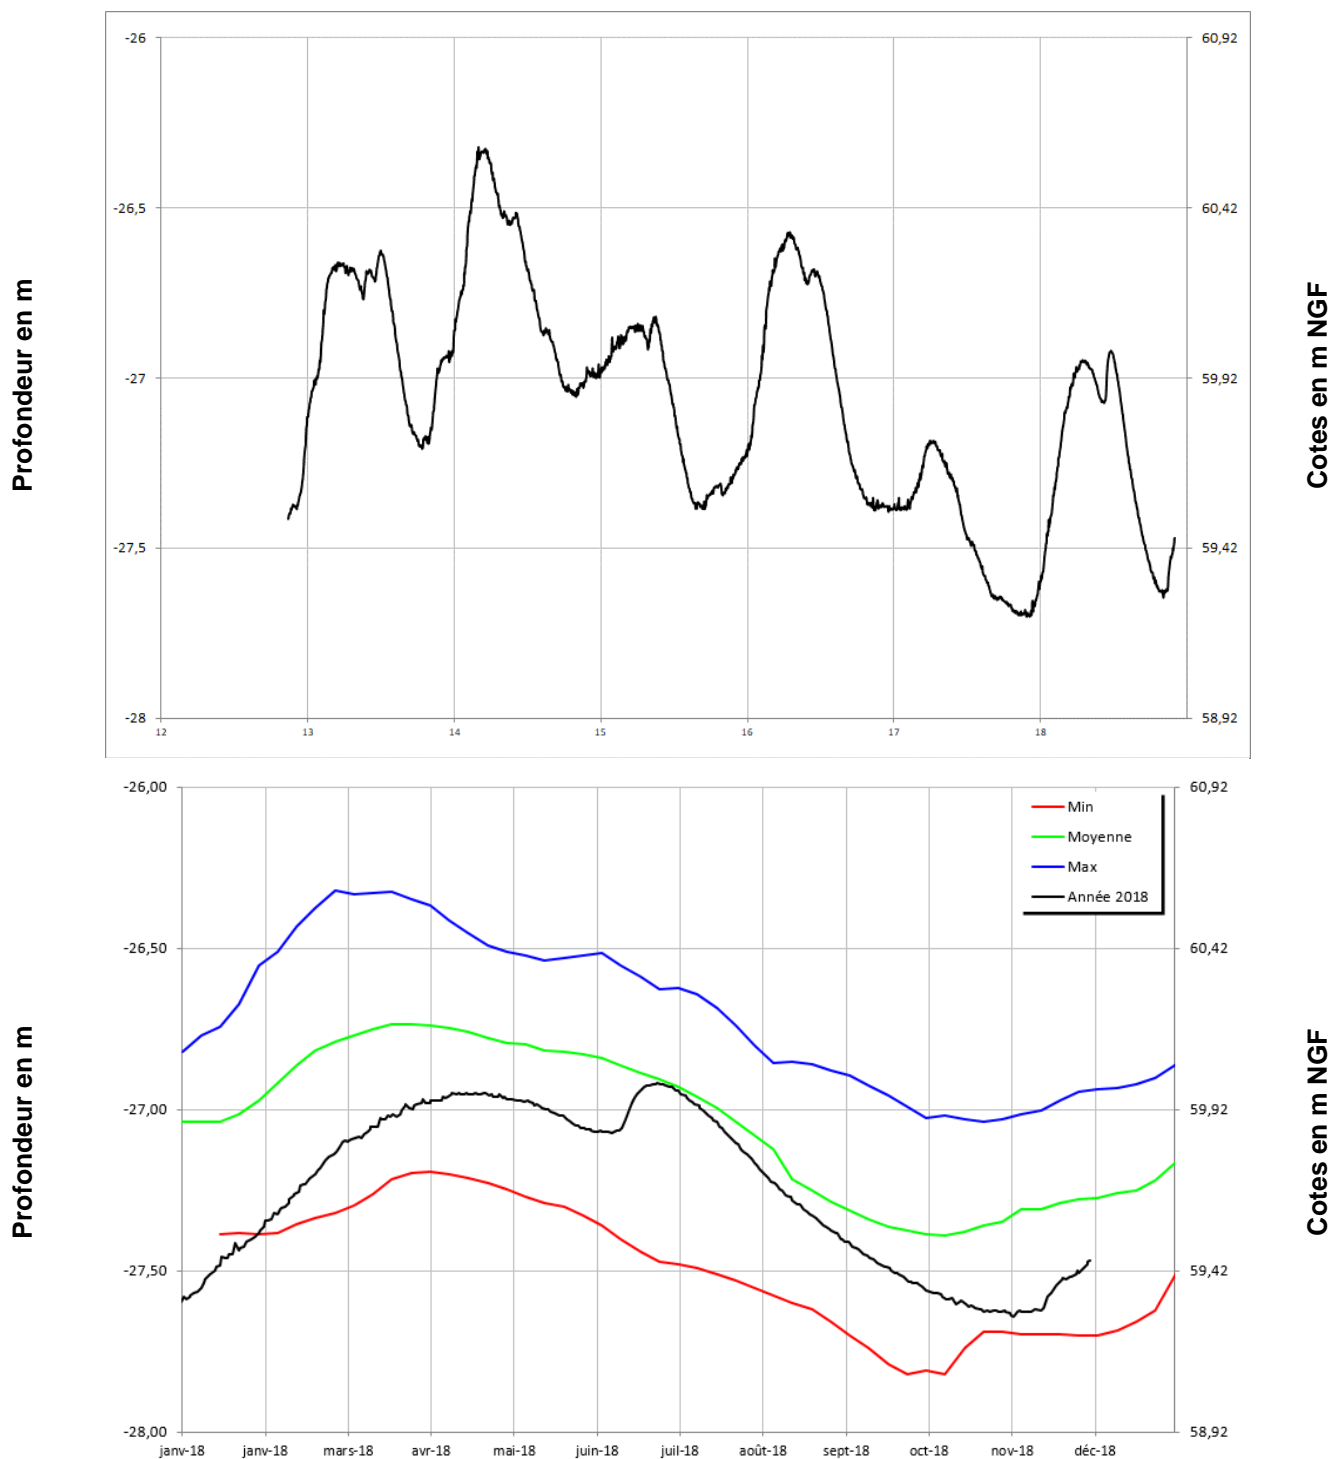 Profondeur en m
-26
-26,5
-27
-27,5
-28
60,92
60,42
59,92
59,42
58,92
Cotes en m NGF
12 13 14 15 16 17 18
Profondeur en m
-26,00
-26,50
-27,00
-27,50
-28,00
Min
Moyenne
Max
Année 2018
60,92
60,42
59,92
59,42
58,92
Cotes en m NGF
janv-18 janv-18 mars-18 avr-18 mai-18 juin-18 juil-18 août-18 sept-18 oct-18 nov-18 déc-18